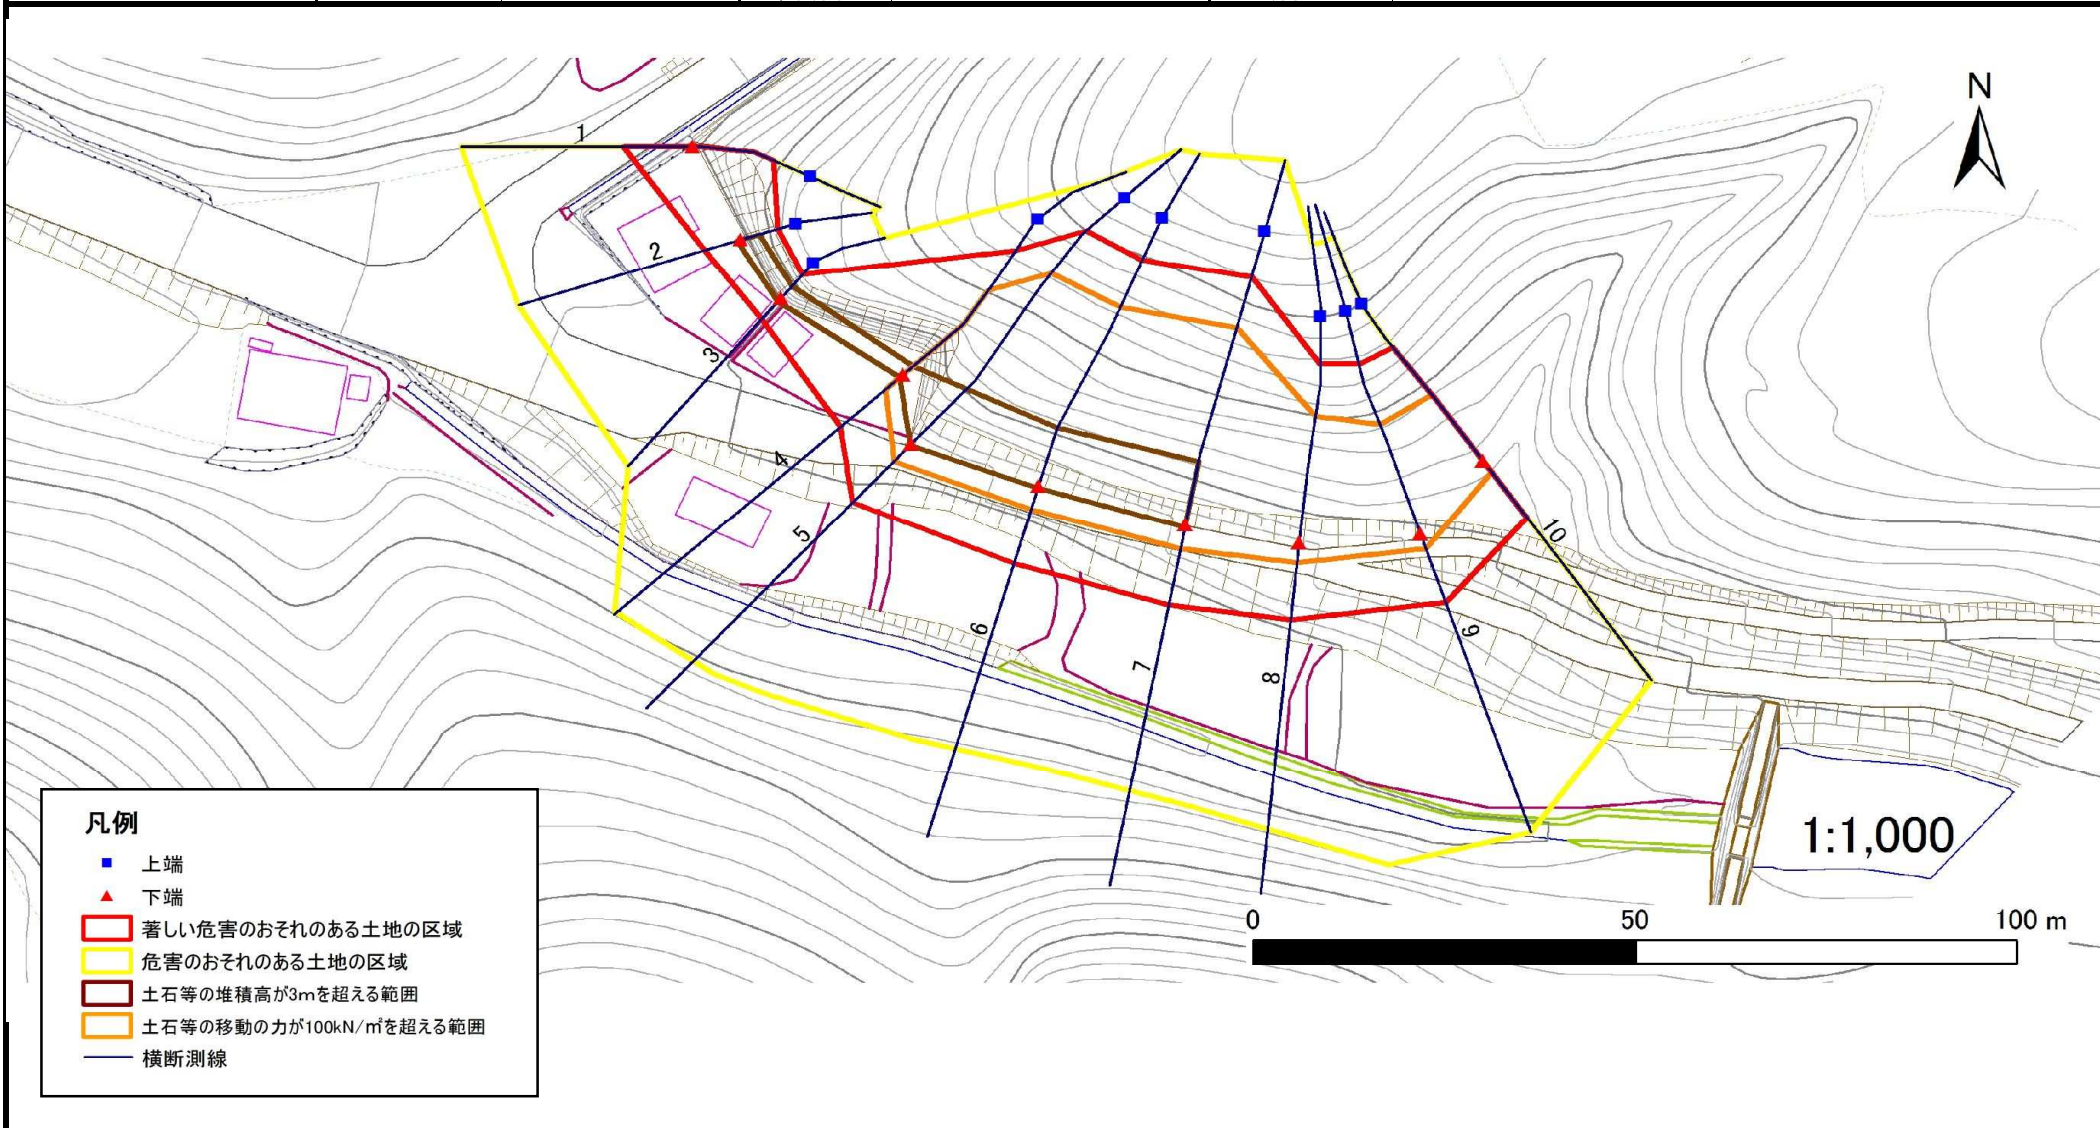 N
1
2
3
4
5
6
7
8
9
10
凡例
上端
下端
著しい危害のおそれのある土地の区域
危害のおそれのある土地の区域
土石等の堆積高が3mを超える範囲
土石等の移動の力が100kN/㎡を超える範囲
横断測線
1:1,000
0 50 100 m